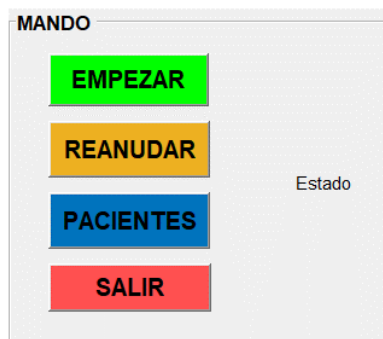 MANDO
EMPEZAR
REANUDAR
Estado
PACIENTES
SALIR